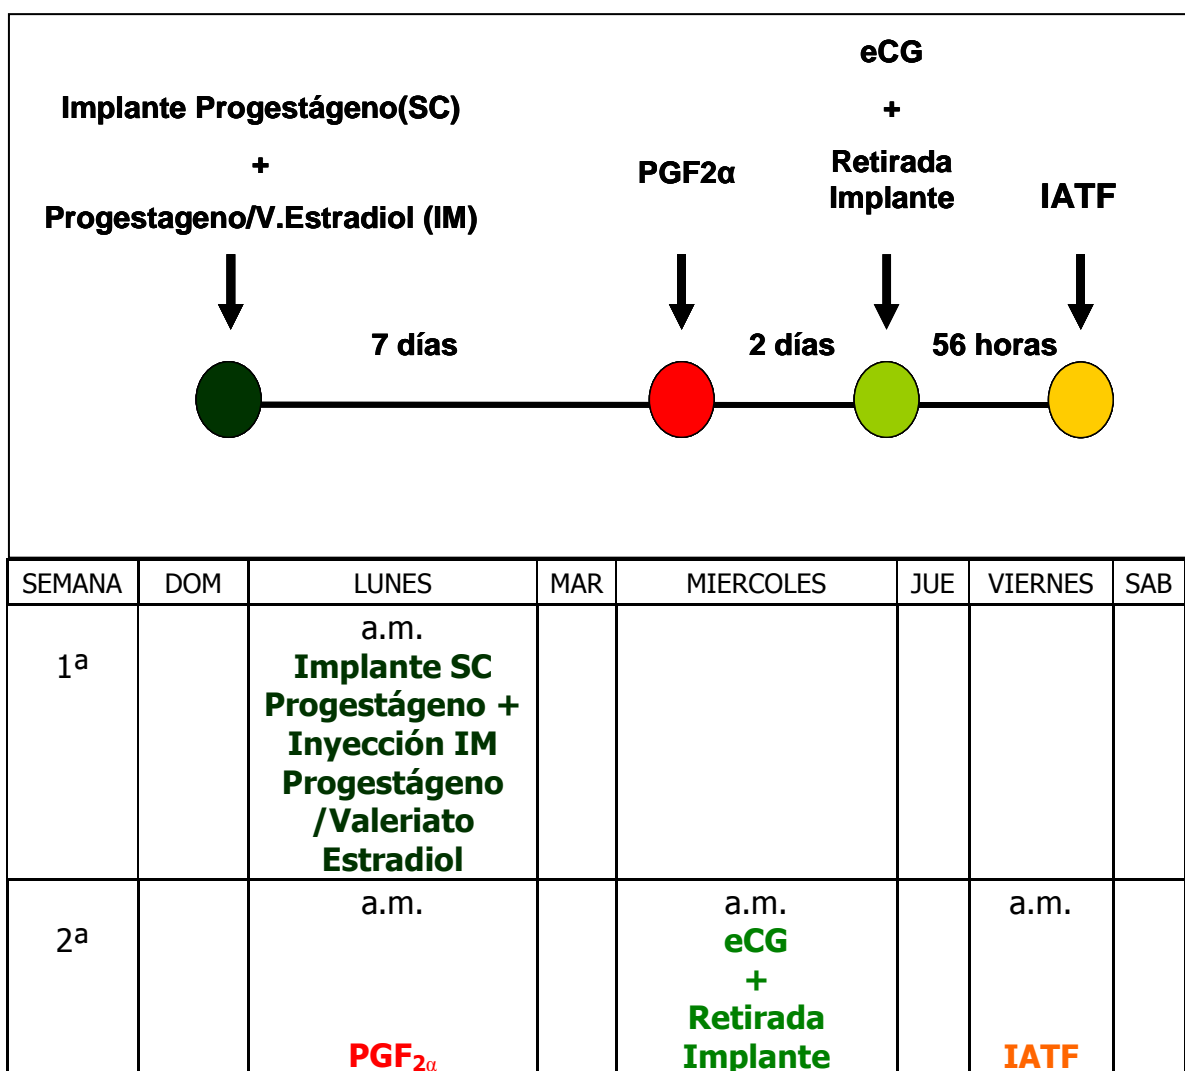 Implante Progestágeno(SC)
+
Progestageno/V.Estradiol (IM)
PGF2α
eCG
+
Retirada
Implante
IATF
7 días
2 días
56 horas
SEMANA DOM LUNES MAR MIERCOLES JUE VIERNES SAB
1ª
a.m.
Implante SC
Progestágeno +
Inyección IM
Progestágeno
/Valeriato
Estradiol
2ª
a.m.
PGF2α
a.m.
eCG
+
Retirada
Implante
a.m.
IATF